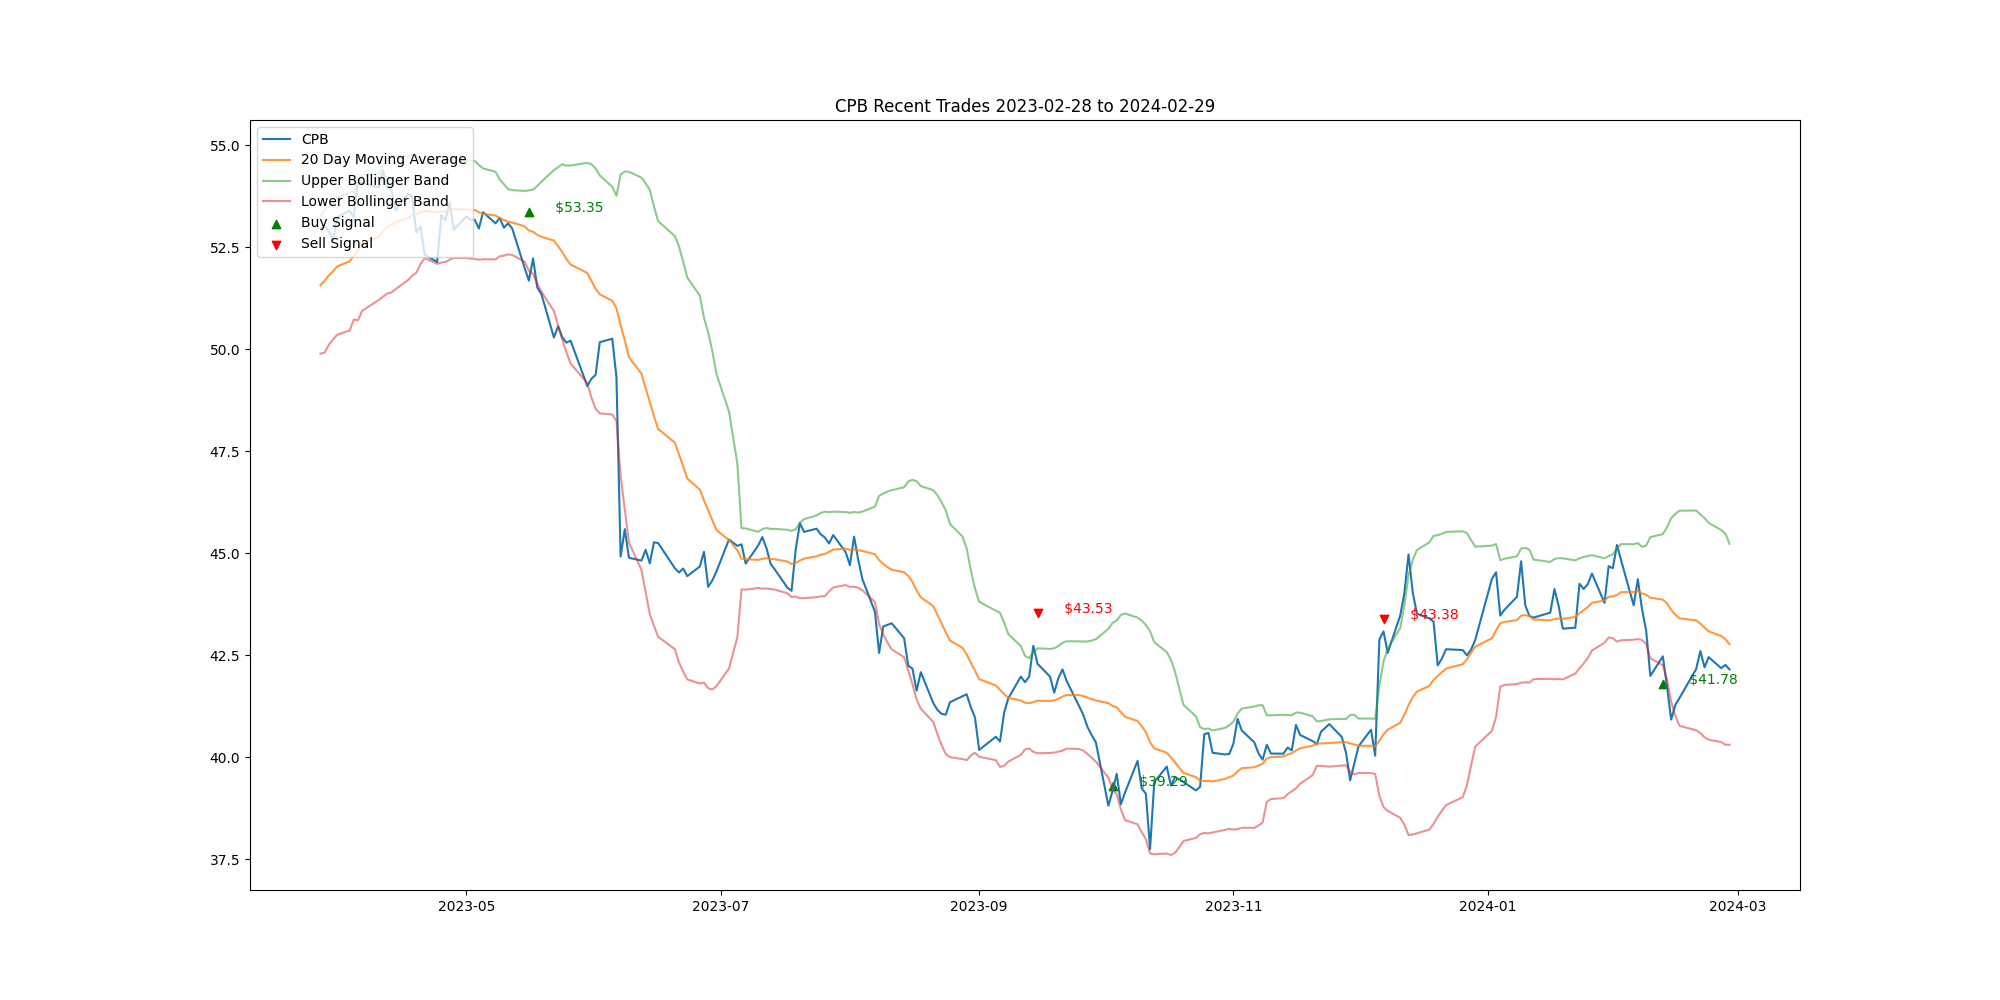 CPB Recent Trades 2023-02-28 to 2024-02-29
CPB
20 Day Moving Average
Upper Bollinger Band
Lower Bollinger Band
Buy Signal
Sell Signal
55.0
52.5
50.0
47.5
45.0
42.5
40.0
37.5
$53.35
$43.53
$39.29
$43.38
$41.78
2023-05
2023-07
2023-09
2023-11
2024-01
2024-03